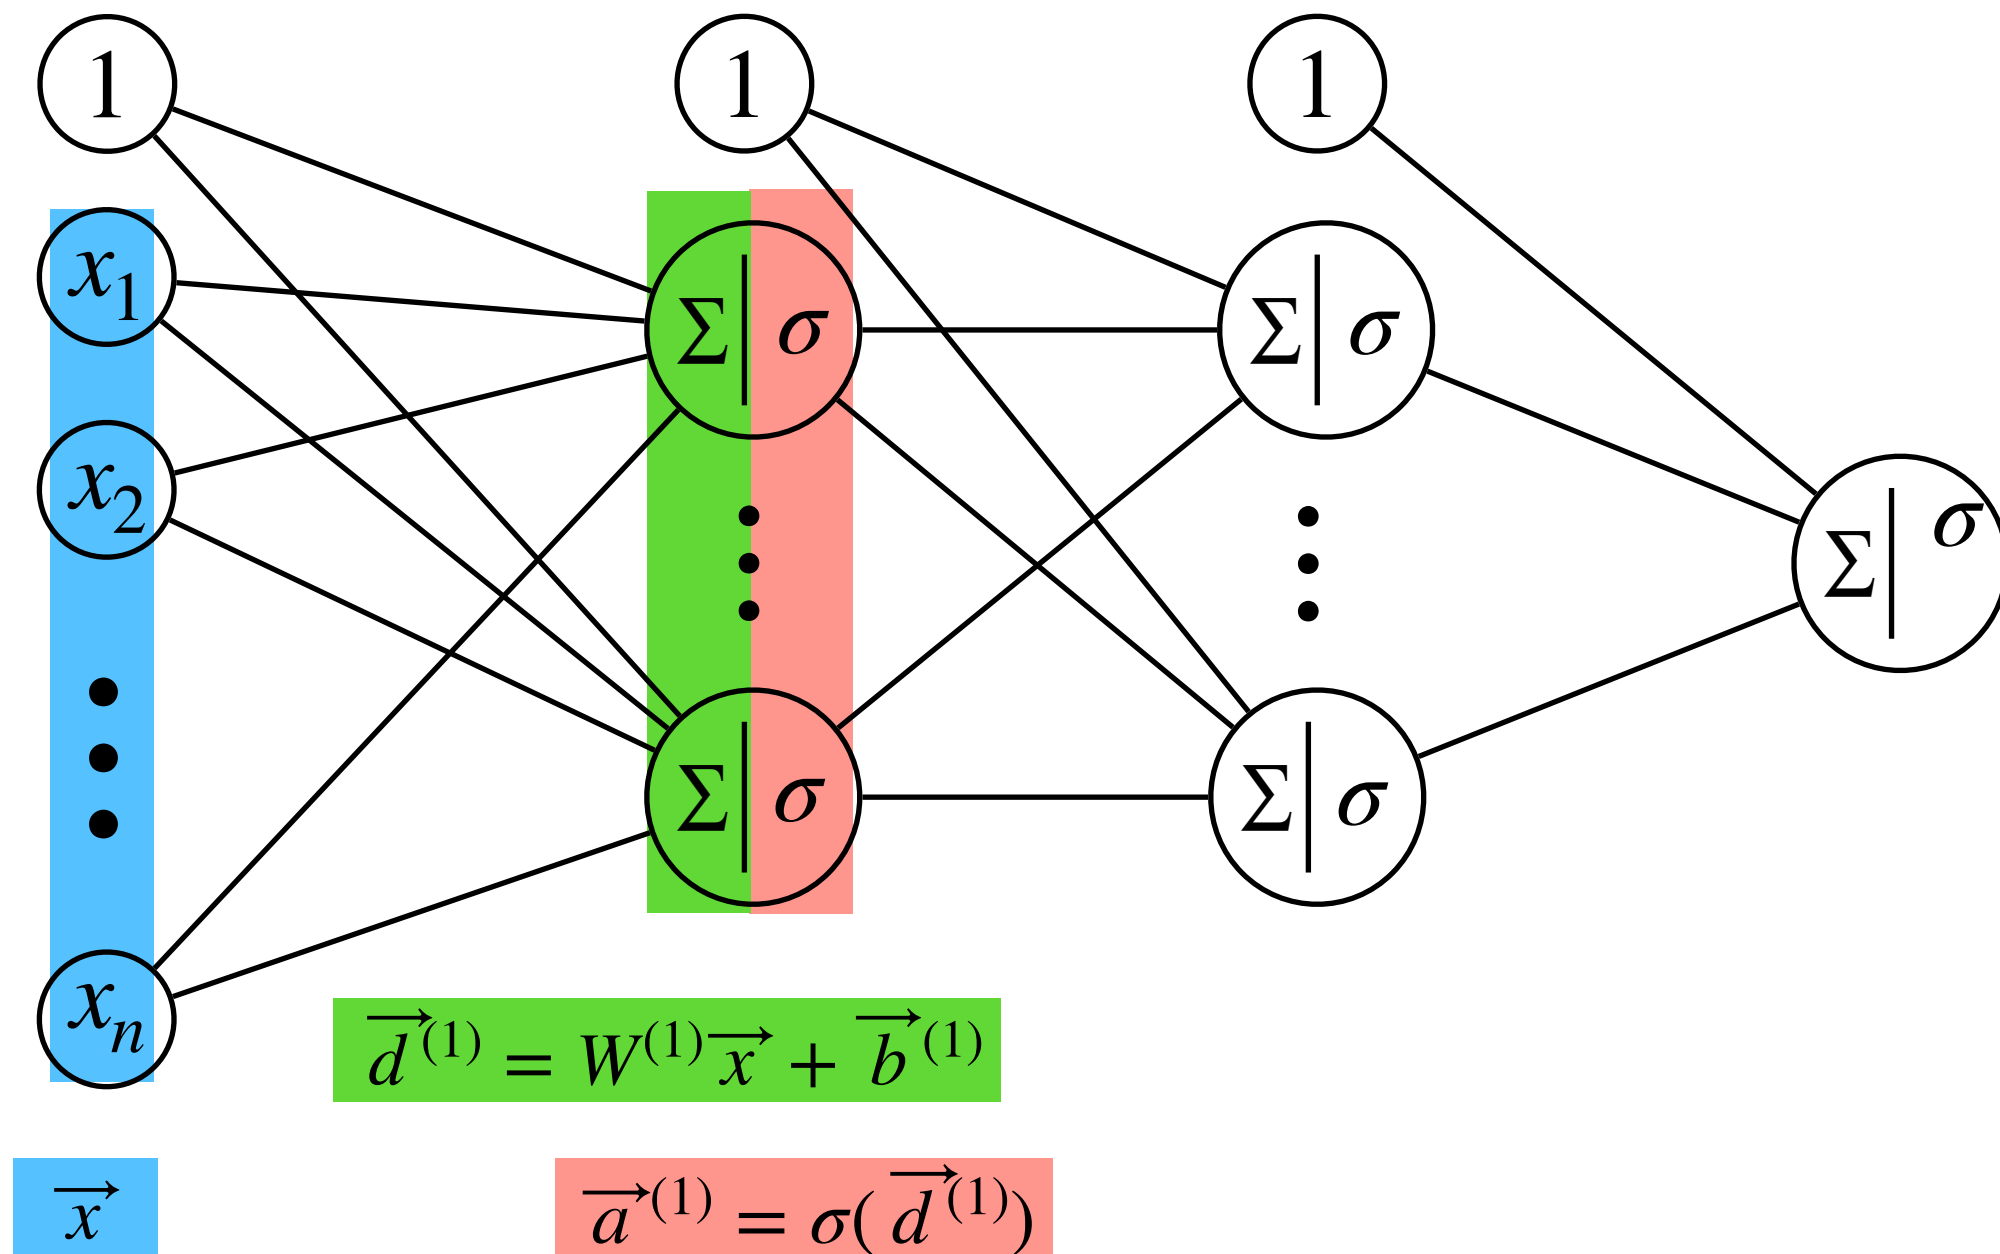 1 1 1
x₁
Σ | σ Σ | σ
x₂
Σ | σ
Σ | σ Σ | σ
xₙ
d⃗⁽¹⁾ = W⁽¹⁾x⃗ + b⃗⁽¹⁾
x⃗
a⃗⁽¹⁾ = σ(d⃗⁽¹⁾)